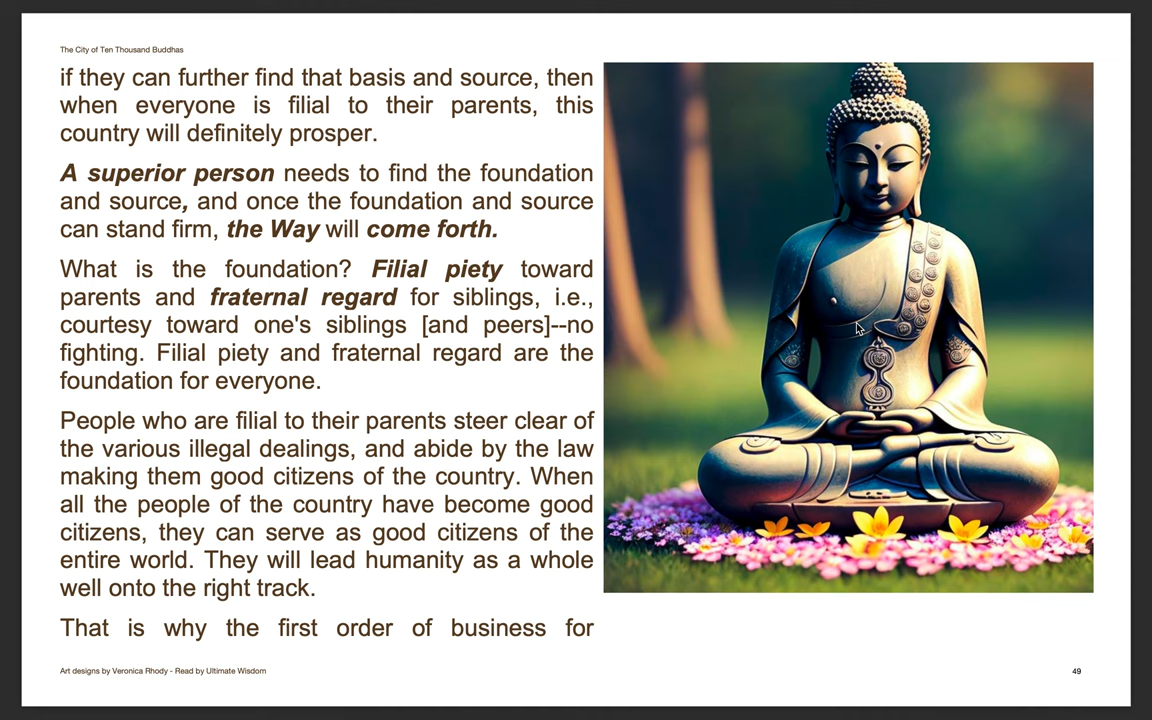 The City of Ten Thousand Buddhas
if they can further find that basis and source, then
when everyone is filial to their parents, this
country will definitely prosper.
A superior person needs to find the foundation
and source, and once the foundation and source
can stand firm, the Way will come forth.
What is the foundation? Filial piety toward
parents and fraternal regard for siblings, i.e.,
courtesy toward one's siblings [and peers]--no
fighting. Filial piety and fraternal regard are the
foundation for everyone.
People who are filial to their parents steer clear of
the various illegal dealings, and abide by the law
making them good citizens of the country. When
all the people of the country have become good
citizens, they can serve as good citizens of the
entire world. They will lead humanity as a whole
well onto the right track.
That is why the first order of business for
Art designs by Veronica Rhody - Read by Ultimate Wisdom
49